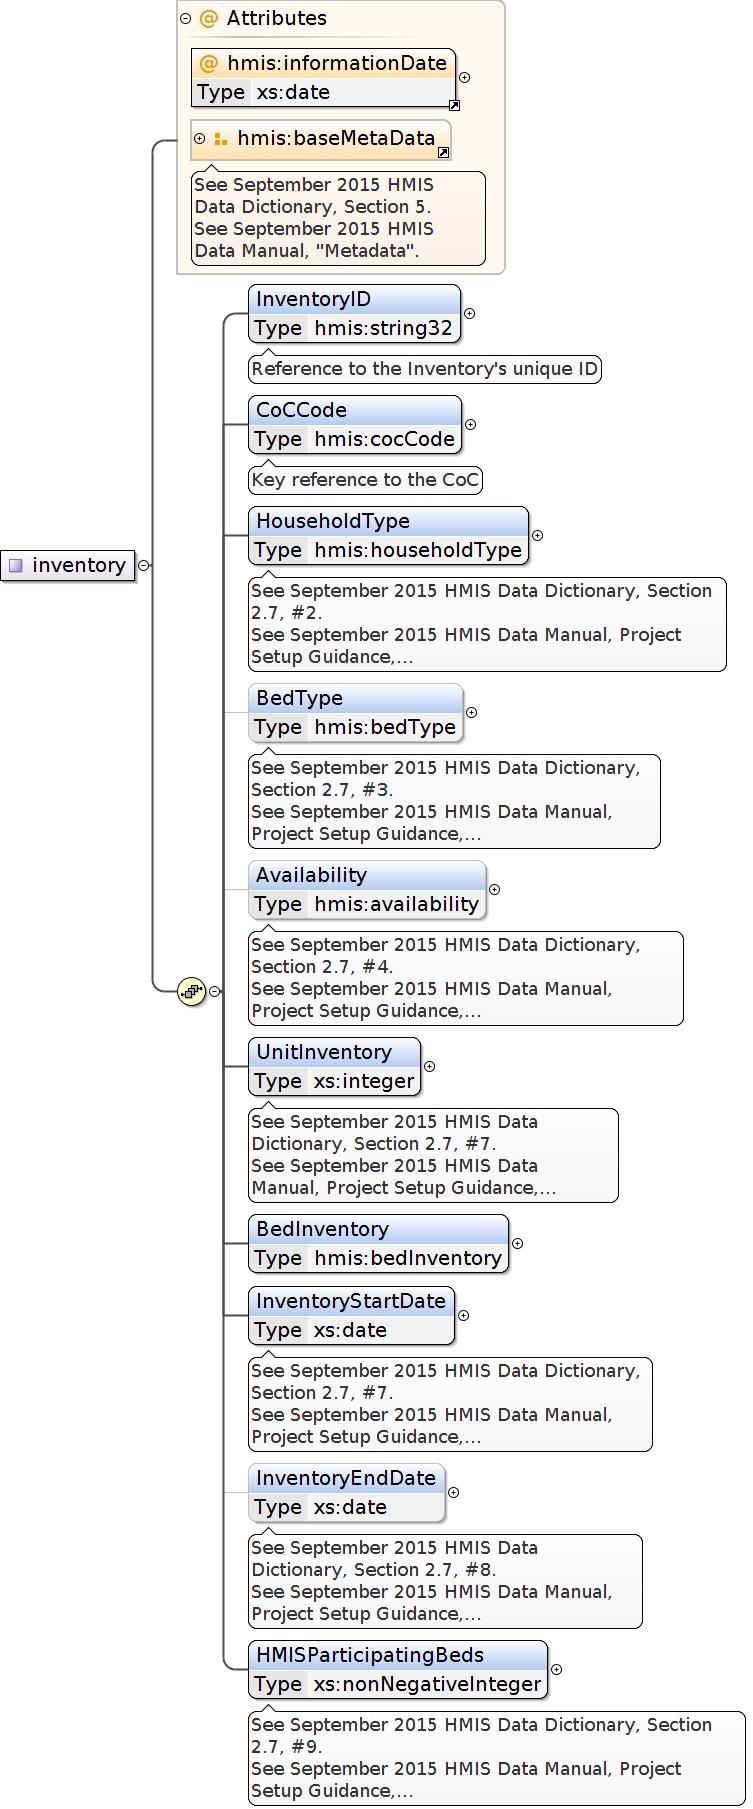 @ Attributes
@ hmis:informationDate
Type xs:date
hmis:baseMetaData
See September 2015 HMIS
Data Dictionary, Section 5.
See September 2015 HMIS
Data Manual, "Metadata".
InventoryID
Type hmis:string32
Reference to the Inventory's unique ID
CoCCode
Type hmis:cocCode
Key reference to the CoC
HouseholdType
Type hmis:householdType
inventory
See September 2015 HMIS Data Dictionary, Section
2.7, #2.
See September 2015 HMIS Data Manual, Project
Setup Guidance,...
BedType
Type hmis:bedType
See September 2015 HMIS Data Dictionary,
Section 2.7, #3.
See September 2015 HMIS Data Manual,
Project Setup Guidance,...
Availability
Type hmis:availability
See September 2015 HMIS Data Dictionary,
Section 2.7, #4.
See September 2015 HMIS Data Manual,
Project Setup Guidance,...
UnitInventory
Type xs:integer
See September 2015 HMIS Data
Dictionary, Section 2.7, #7.
See September 2015 HMIS Data
Manual, Project Setup Guidance,...
BedInventory
Type hmis:bedInventory
InventoryStartDate
Type xs:date
See September 2015 HMIS Data Dictionary,
Section 2.7, #7.
See September 2015 HMIS Data Manual,
Project Setup Guidance,...
InventoryEndDate
Type xs:date
See September 2015 HMIS Data
Dictionary, Section 2.7, #8.
See September 2015 HMIS Data Manual,
Project Setup Guidance,...
HMISParticipatingBeds
Type xs:nonNegativeInteger
See September 2015 HMIS Data Dictionary, Section
2.7, #9.
See September 2015 HMIS Data Manual, Project
Setup Guidance,...